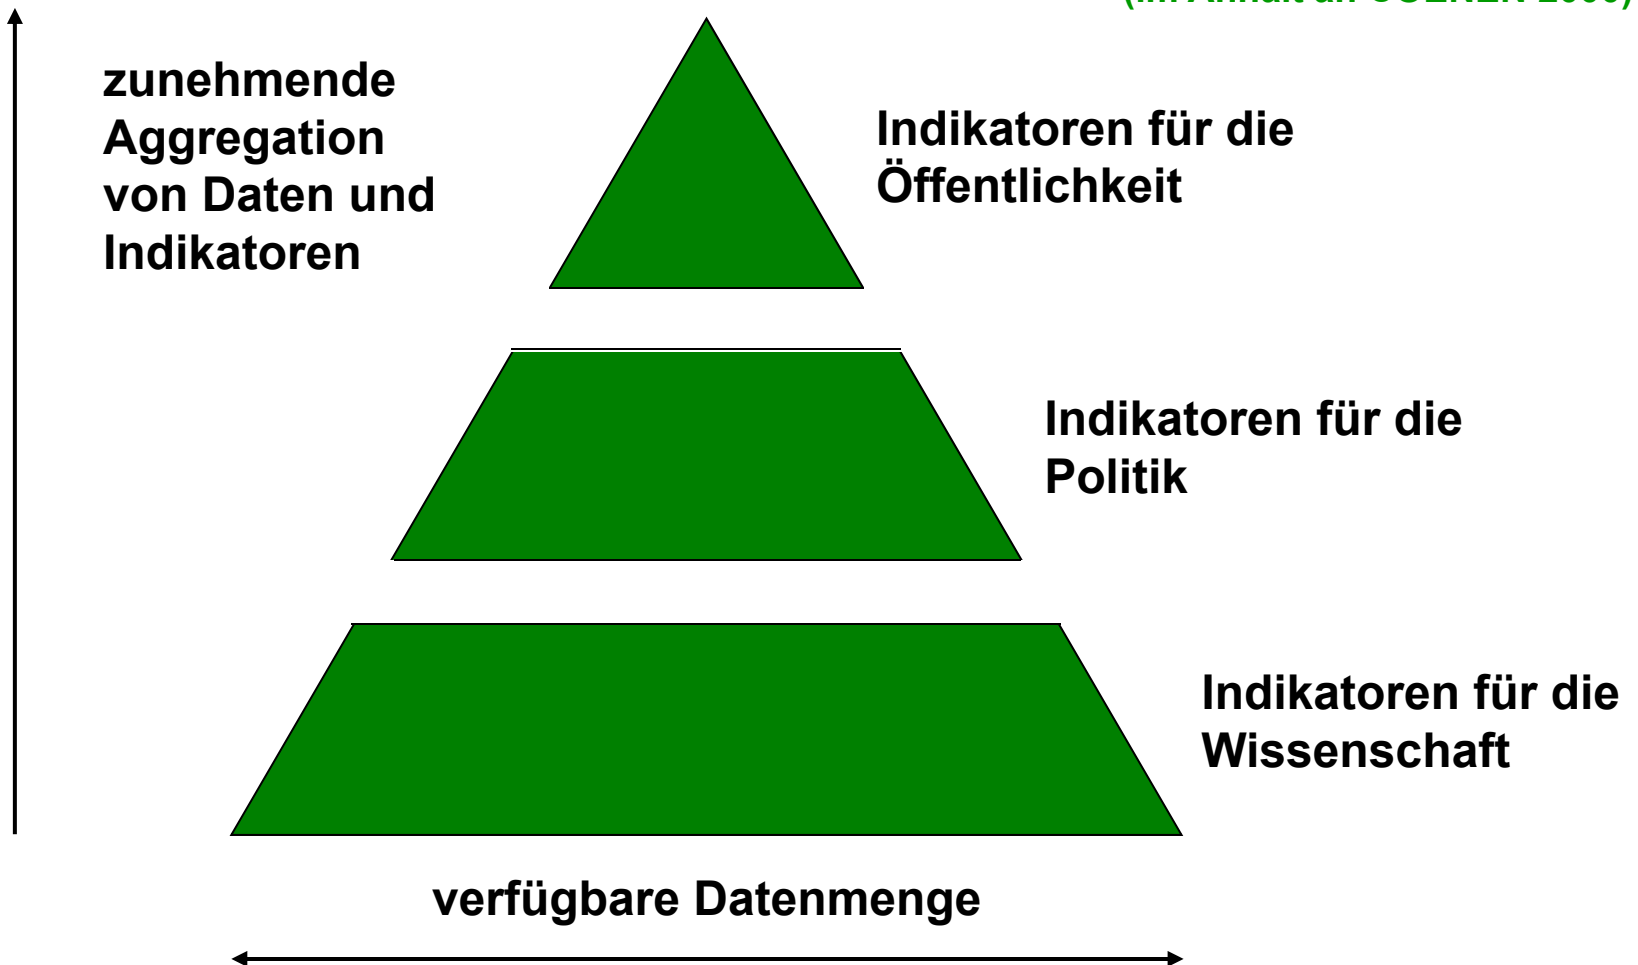 zunehmende
Aggregation
von Daten und
Indikatoren
Indikatoren für die
Öffentlichkeit
Indikatoren für die
Politik
Indikatoren für die
Wissenschaft
verfügbare Datenmenge